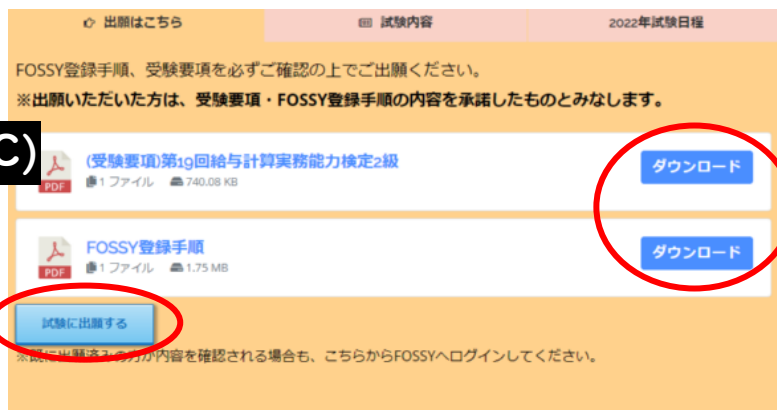 出願はこちら
試験内容
2022年試験日程
FOSSY登録手順、受験要項を必ずご確認の上でご出願ください。
※出願いただいた方は、受験要項・FOSSY登録手順の内容を承諾したものとみなします。
C)
PDF
(受験要項)第19回給与計算実務能力検定2級
1 ファイル 740.08 KB
ダウンロード
PDF
FOSSY登録手順
1 ファイル 1.75 MB
ダウンロード
試験に出願する
※既に出願済みの方が内容を確認される場合も、こちらからFOSSYへログインしてください。